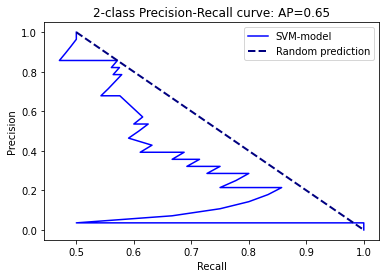 2-class Precision-Recall curve: AP=0.65
SVM-model
Random prediction
1.0
0.8
0.6
0.4
0.2
0.0
Precision
0.5 0.6 0.7 0.8 0.9 1.0
Recall